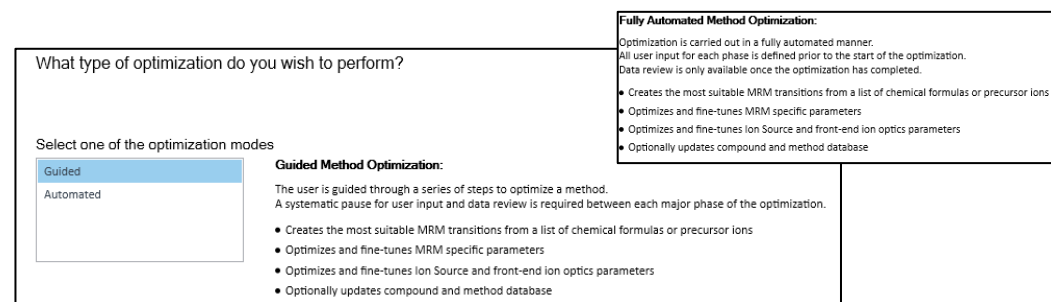 What type of optimization do you wish to perform?
Select one of the optimization modes
Guided
Automated
Guided Method Optimization:
The user is guided through a series of steps to optimize a method.
A systematic pause for user input and data review is required between each major phase of the optimization.
• Creates the most suitable MRM transitions from a list of chemical formulas or precursor ions
• Optimizes and fine-tunes MRM specific parameters
• Optimizes and fine-tunes Ion Source and front-end ion optics parameters
• Optionally updates compound and method database
Fully Automated Method Optimization:
Optimization is carried out in a fully automated manner.
All user input for each phase is defined prior to the start of the optimization.
Data review is only available once the optimization has completed.
• Creates the most suitable MRM transitions from a list of chemical formulas or precursor ions
• Optimizes and fine-tunes MRM specific parameters
• Optimizes and fine-tunes Ion Source and front-end ion optics parameters
• Optionally updates compound and method database